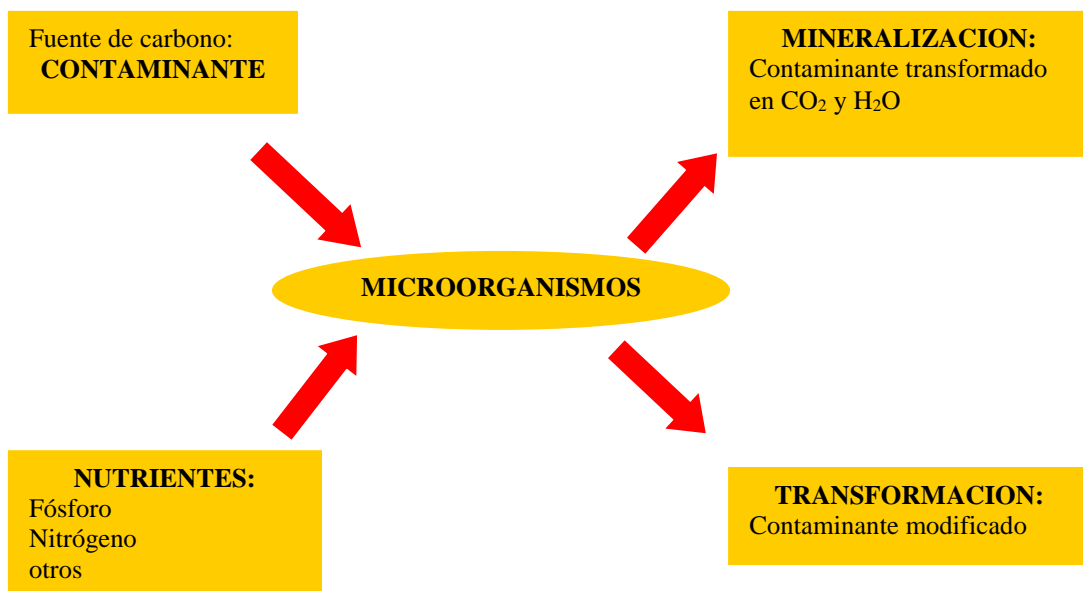 Fuente de carbono:
CONTAMINANTE
MINERALIZACION:
Contaminante transformado
en CO₂ y H₂O
MICROORGANISMOS
NUTRIENTES:
Fósforo
Nitrógeno
otros
TRANSFORMACION:
Contaminante modificado